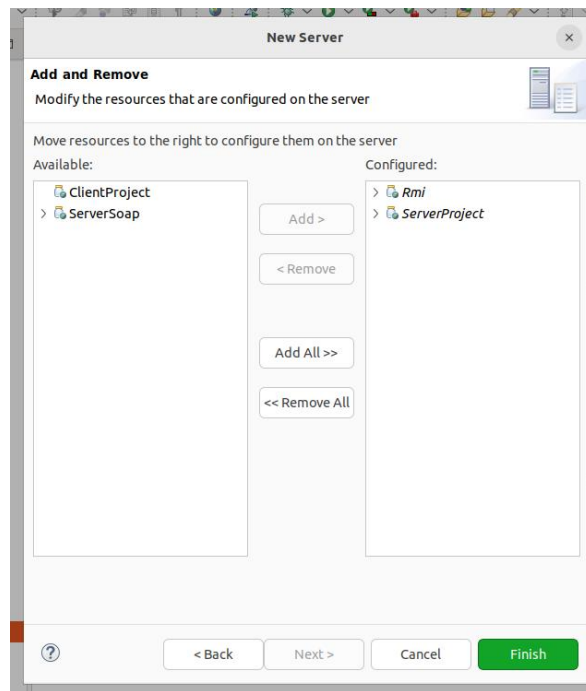 New Server
Add and Remove
Modify the resources that are configured on the server
Move resources to the right to configure them on the server
Available:
Configured:
ClientProject
ServerSoap
Rmi
ServerProject
Add >
< Remove
Add All >>
<< Remove All
< Back
Next >
Cancel
Finish